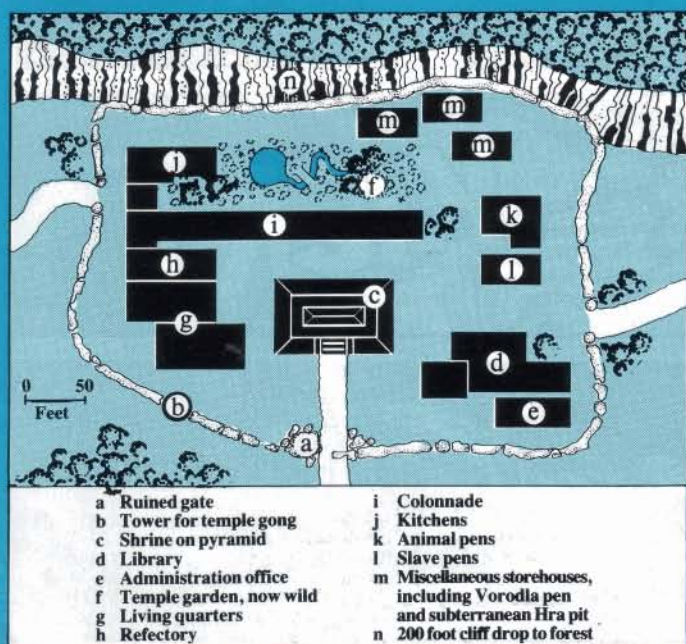 n
m
m
m
j
f
k
i
h
l
c
g
d
0 50
Feet
b
e
a
a Ruined gate
b Tower for temple gong
c Shrine on pyramid
d Library
e Administration office
f Temple garden, now wild
g Living quarters
h Refectory
i Colonnade
j Kitchens
k Animal pens
l Slave pens
m Miscellaneous storehouses,
including Vorodla pen
and subterranean Hra pit
n 200 foot cliff drop to forest